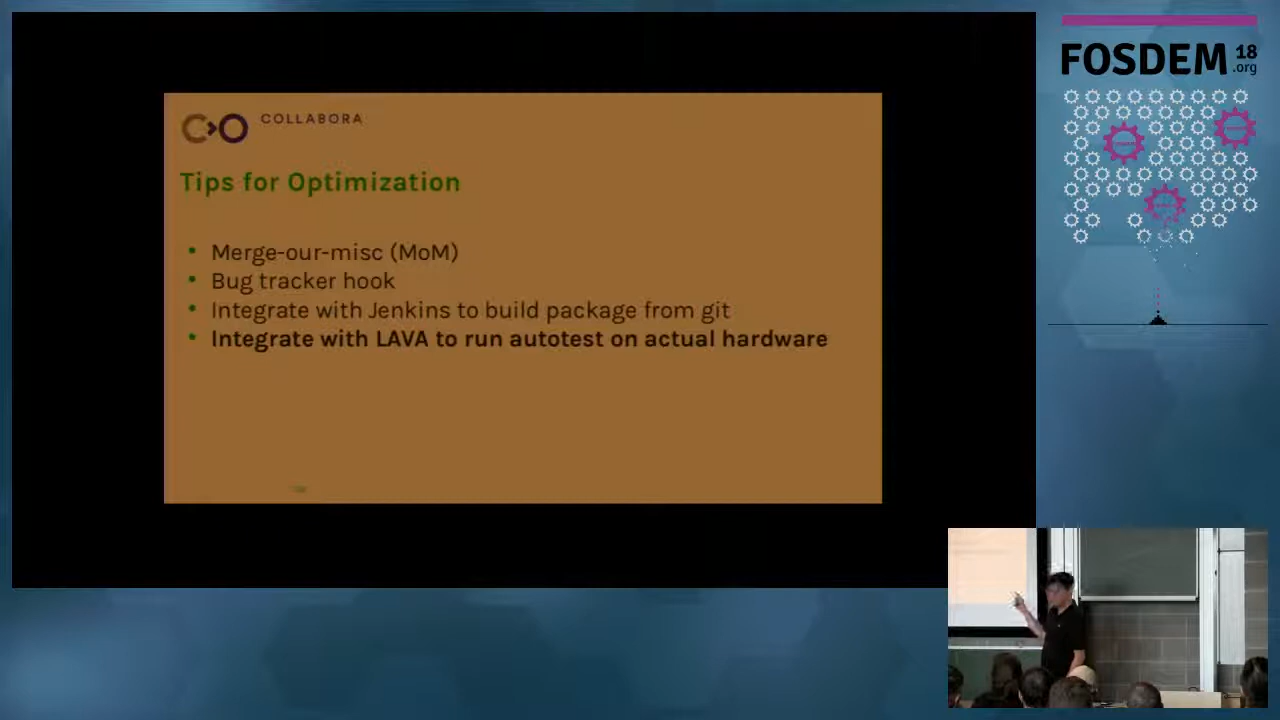 COLLABORA
Tips for Optimization
Merge-our-misc (MoM)
Bug tracker hook
Integrate with Jenkins to build package from git
Integrate with LAVA to run autotest on actual hardware
FOSDEM 18
.org